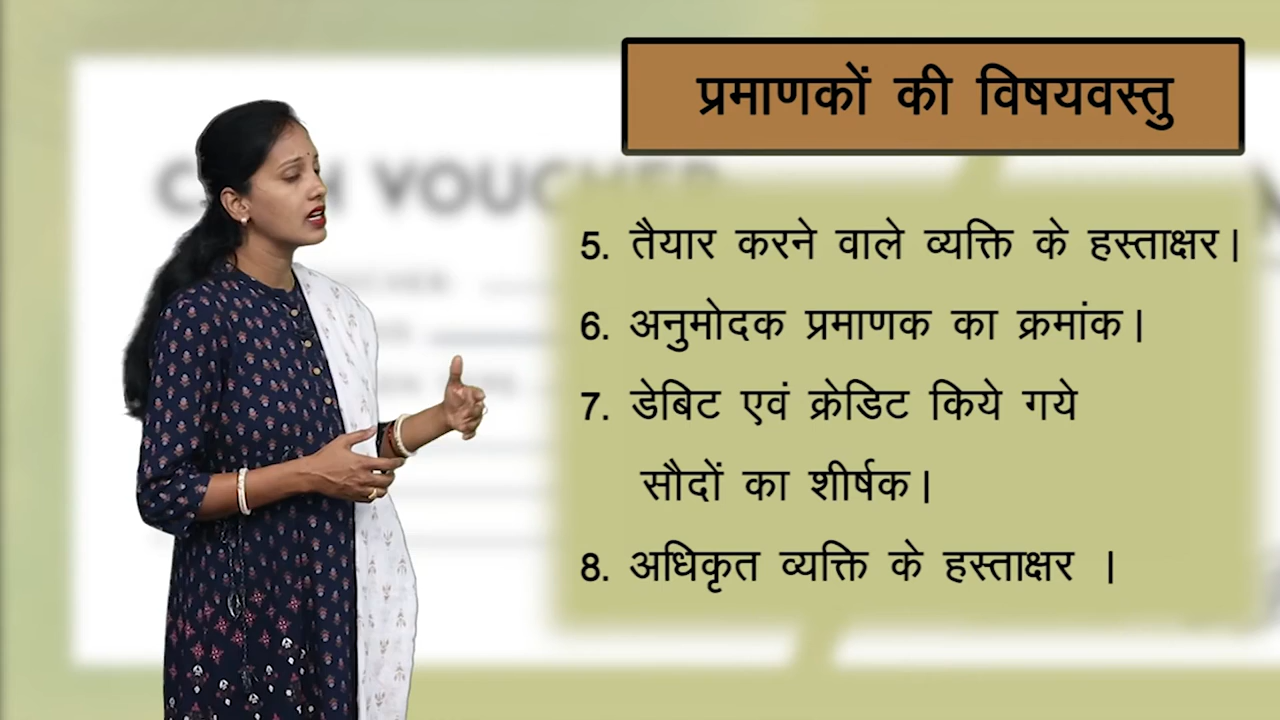 प्रमाणकों की विषयवस्तु
VOUCHER
5. तैयार करने वाले व्यक्ति के हस्ताक्षर।
6. अनुमोदक प्रमाणक का क्रमांक।
7. डेबिट एवं क्रेडिट किये गये
सौदों का शीर्षक।
8. अधिकृत व्यक्ति के हस्ताक्षर ।